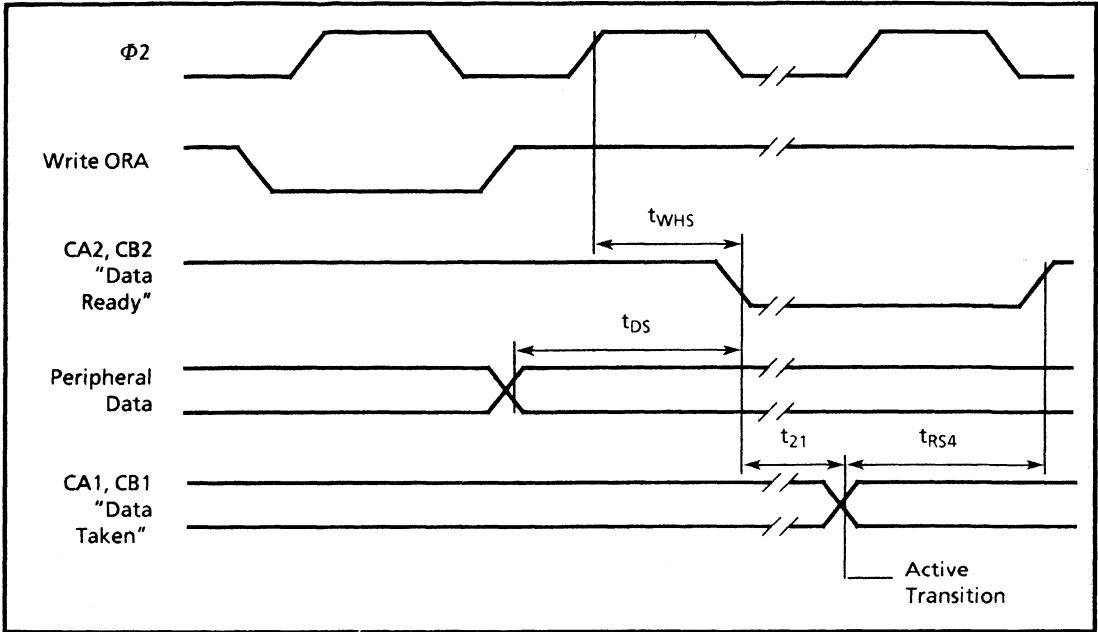 Φ2
Write ORA
tWHS
CA2, CB2
"Data
Ready"
tDS
Peripheral
Data
t21
tRS4
CA1, CB1
"Data
Taken"
Active
Transition